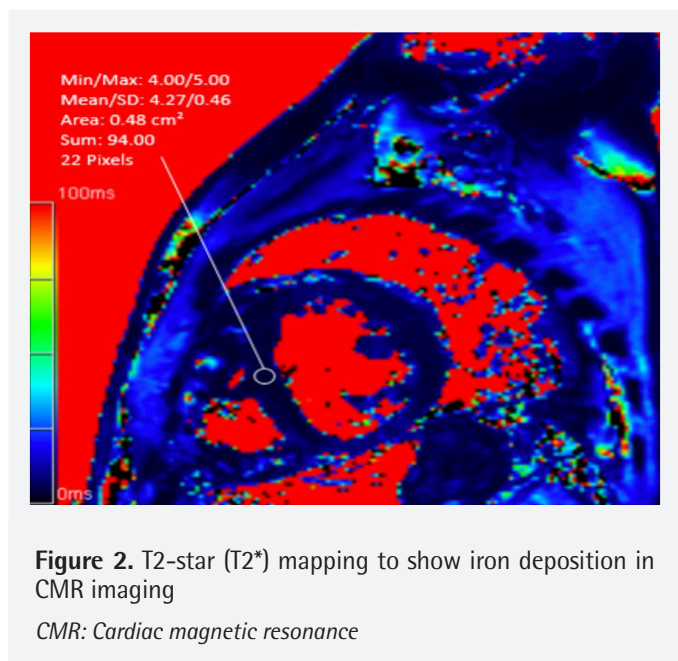 Min/Max: 4.00/5.00
Mean/SD: 4.27/0.46
Area: 0.48 cm²
Sum: 94.00
22 Pixels
100ms
0ms
Figure 2. T2-star (T2*) mapping to show iron deposition in
CMR imaging
CMR: Cardiac magnetic resonance